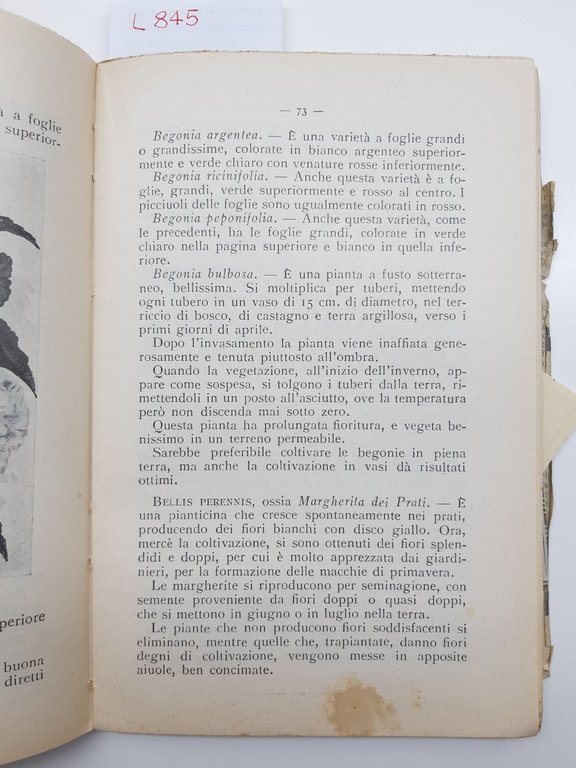 L 845
à a foglie
superior-
uperiore
buona
diretti
— 73 —
Begonia argentea. — È una varietà a foglie grandi
o grandissime, colorate in bianco argenteo superior-
mente e verde chiaro con venature rosse inferiormente.
Begonia ricinifolia. — Anche questa varietà è a fo-
glie, grandi, verde superiormente e rosso al centro. I
picciuoli delle foglie sono ugualmente colorati in rosso.
Begonia peponifolia. — Anche questa varietà, come
le precedenti, ha le foglie grandi, colorate in verde
chiaro nella pagina superiore e bianco in quella infe-
riore.
Begonia bulbosa. — È una pianta a fusto sotterra-
neo, bellissima. Si moltiplica per tuberi, mettendo
ogni tubero in un vaso di 15 cm. di diametro, nel ter-
riccio di bosco, di castagno e terra argillosa, verso i
primi giorni di aprile.
Dopo l'invasamento la pianta viene inaffiata gene-
rosamente e tenuta piuttosto all'ombra.
Quando la vegetazione, all'inizio dell'inverno, ap-
pare come sospesa, si tolgono i tuberi dalla terra, ri-
mettendoli in un posto all'asciutto, ove la temperatura
però non discenda mai sotto zero.
Questa pianta ha prolungata fioritura, e vegeta be-
nissimo in un terreno permeabile.
Sarebbe preferibile coltivare le begonie in piena
terra, ma anche la coltivazione in vasi dà risultati
ottimi.
BELLIS PERENNIS, ossia Margherita dei Prati. — È
una pianticina che cresce spontaneamente nei prati,
producendo dei fiori bianchi con disco giallo. Ora,
mercè la coltivazione, si sono ottenuti dei fiori splen-
didi e doppi, per cui è molto apprezzata dai giardi-
nieri, per la formazione delle macchie di primavera.
Le margherite si riproducono per seminagione, con
semente proveniente da fiori doppi o quasi doppi,
che si mettono in giugno o in luglio nella terra.
Le piante che non producono fiori soddisfacenti si
eliminano, mentre quelle che, trapiantate, danno fiori
degni di coltivazione, vengono messe in apposite
aiuole, ben concimate.